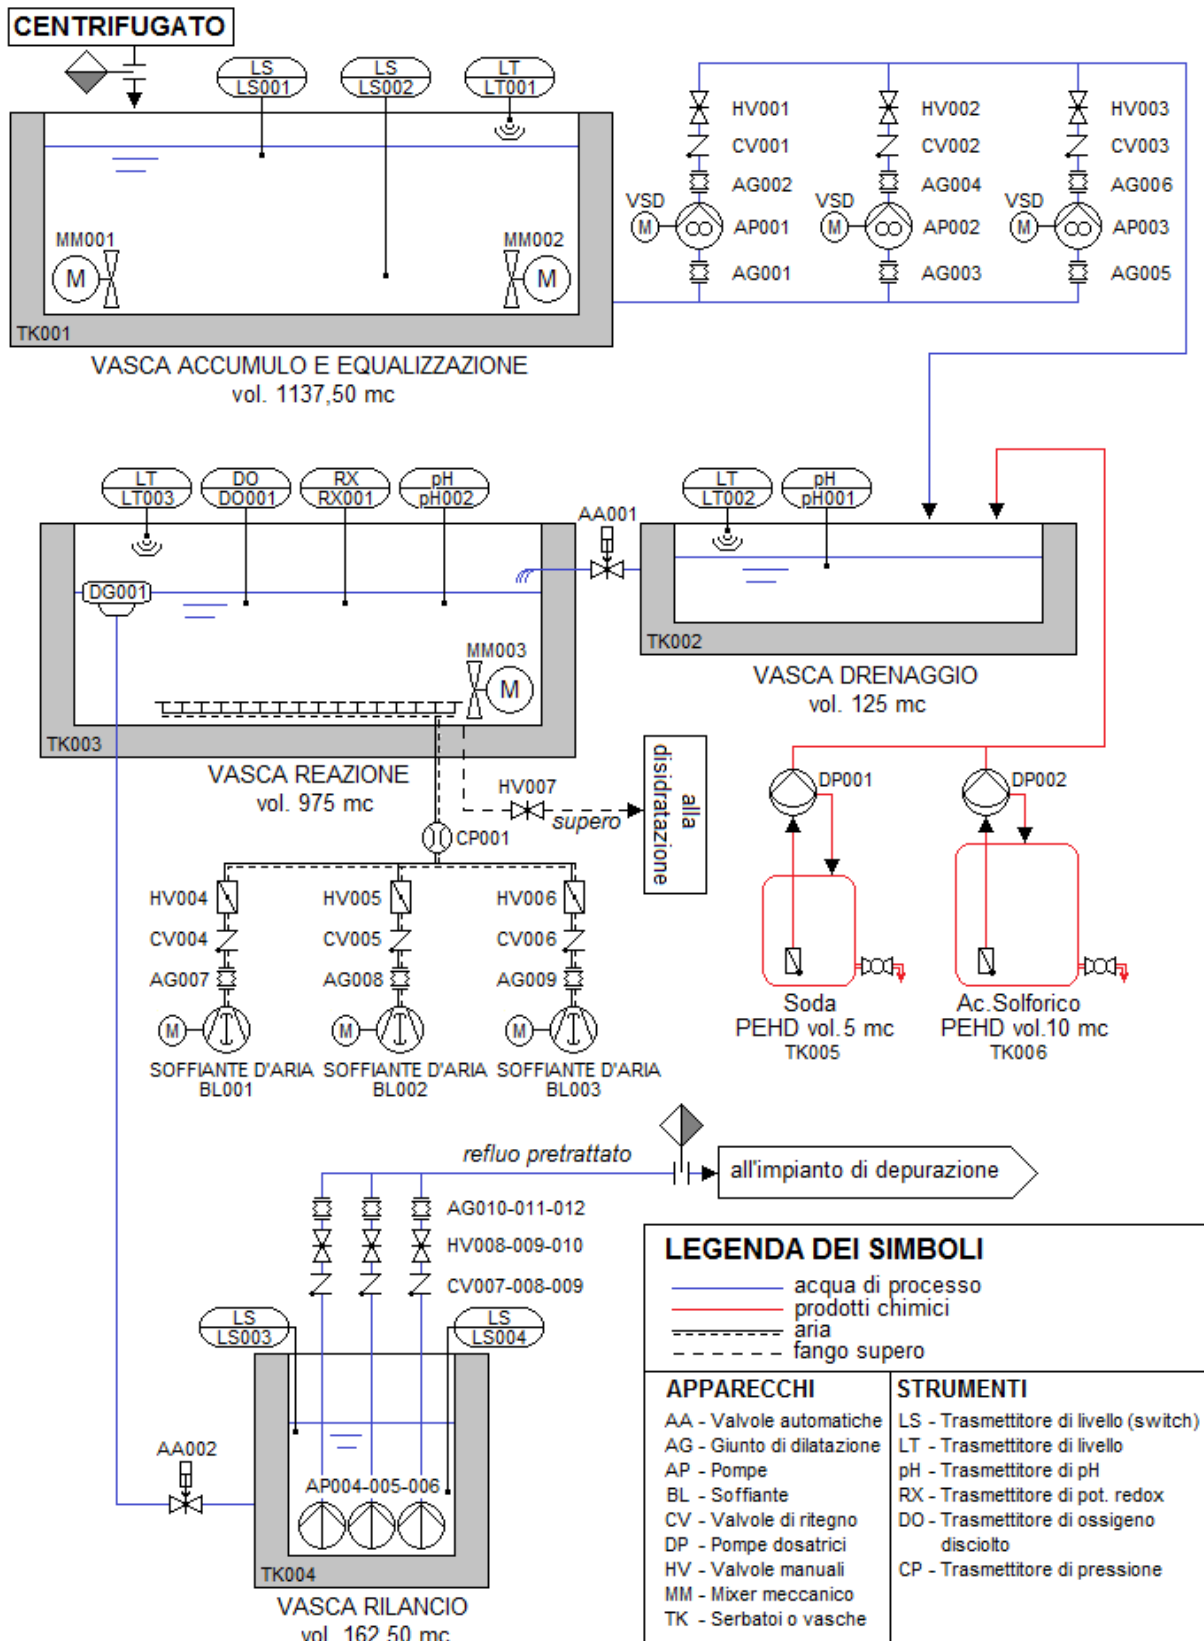 CENTRIFUGATO
LS
LS001
LS
LS002
LT
LT001
MM001
M
MM002
M
TK001
VASCA ACCUMULO E EQUALIZZAZIONE
vol. 1137,50 mc
HV001
HV002
HV003
CV001
CV002
CV003
AG002
AG004
AG006
VSD
M
AP001
VSD
M
AP002
VSD
M
AP003
AG001
AG003
AG005
LT
LT003
DO
DO001
RX
RX001
pH
pH002
AA001
LT
LT002
pH
pH001
DG001
MM003
M
TK003
VASCA REAZIONE
vol. 975 mc
TK002
VASCA DRENAGGIO
vol. 125 mc
HV007
supero
alla
disidratazione
CP001
DP001
DP002
HV004
HV005
HV006
CV004
CV005
CV006
AG007
AG008
AG009
M
M
M
SOFFIANTE D'ARIA
BL001
SOFFIANTE D'ARIA
BL002
SOFFIANTE D'ARIA
BL003
Soda
PEHD vol.5 mc
TK005
Ac.Solforico
PEHD vol.10 mc
TK006
refluo pretrattato
all'impianto di depurazione
AG010-011-012
HV008-009-010
CV007-008-009
LS
LS003
LS
LS004
AA002
AP004-005-006
TK004
VASCA RILANCIO
vol. 162,50 mc
LEGENDA DEI SIMBOLI
acqua di processo
prodotti chimici
aria
fango supero
APPARECCHI
AA - Valvole automatiche
AG - Giunto di dilatazione
AP - Pompe
BL - Soffiante
CV - Valvole di ritegno
DP - Pompe dosatrici
HV - Valvole manuali
MM - Mixer meccanico
TK - Serbatoi o vasche
STRUMENTI
LS - Trasmettitore di livello (switch)
LT - Trasmettitore di livello
pH - Trasmettitore di pH
RX - Trasmettitore di pot. redox
DO - Trasmettitore di ossigeno
disciolto
CP - Trasmettitore di pressione